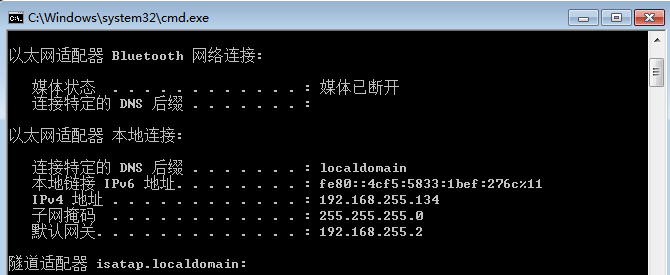 C:\Windows\system32\cmd.exe
以太网适配器 Bluetooth 网络连接:
媒体状态  . . . . . . . . . . . . : 媒体已断开
连接特定的 DNS 后缀 . . . . . . . :
以太网适配器 本地连接:
连接特定的 DNS 后缀 . . . . . . . : localdomain
本地链接 IPv6 地址. . . . . . . . : fe80::4cf5:5833:1bef:276c%11
IPv4 地址 . . . . . . . . . . . . : 192.168.255.134
子网掩码  . . . . . . . . . . . . : 255.255.255.0
默认网关. . . . . . . . . . . . . : 192.168.255.2
隧道适配器 isatap.localdomain: